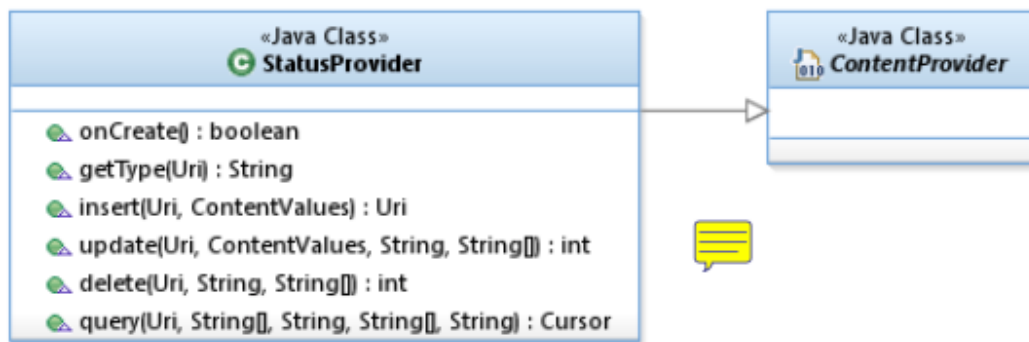 «Java Class»
StatusProvider
onCreate() : boolean
getType(Uri) : String
insert(Uri, ContentValues) : Uri
update(Uri, ContentValues, String, String[]) : int
delete(Uri, String, String[]) : int
query(Uri, String[], String, String[], String) : Cursor
«Java Class»
ContentProvider